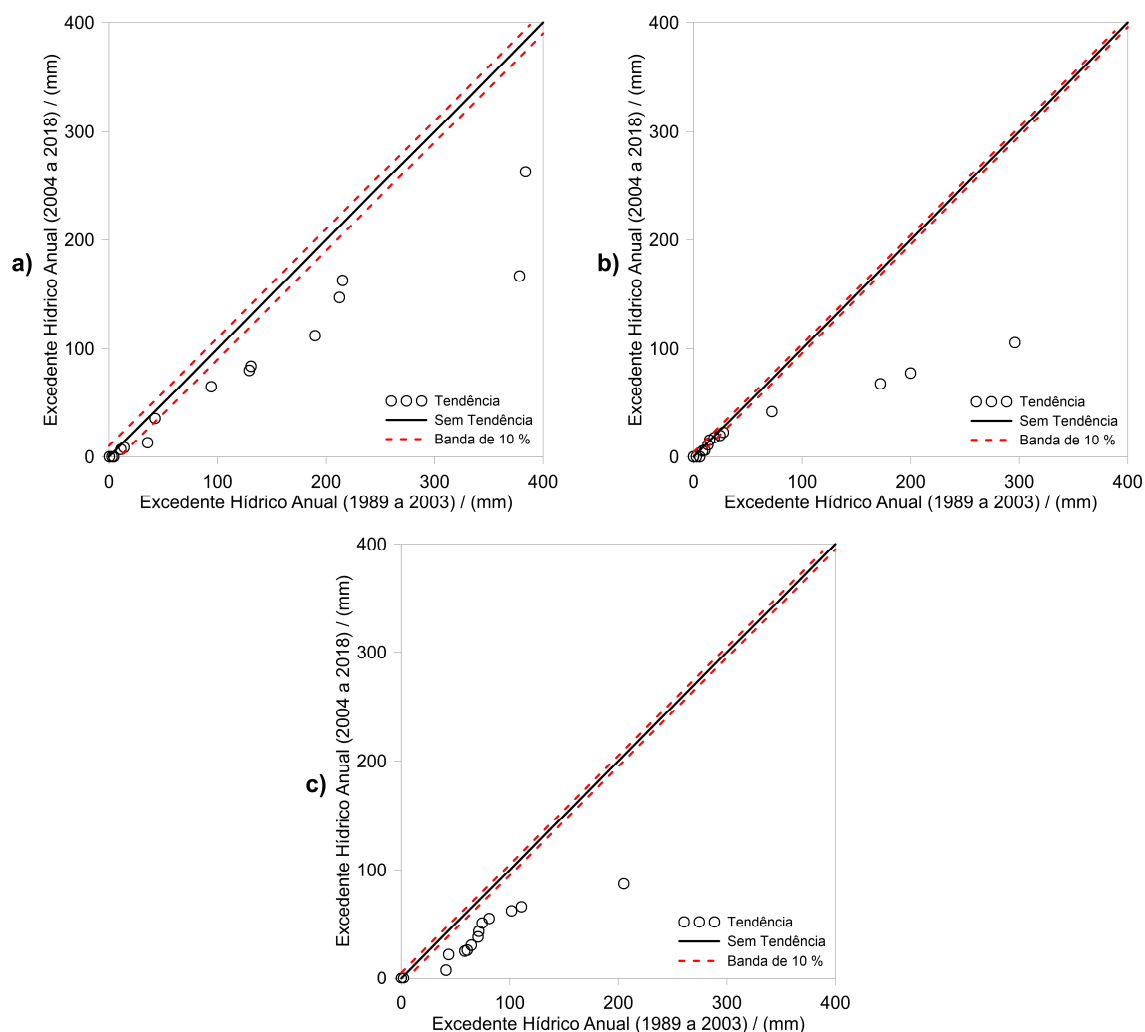 a)
Excedente Hídrico Anual (2004 a 2018) / (mm)
400
300
200
100
0
Tendência
Sem Tendência
Banda de 10 %
0 100 200 300 400
Excedente Hídrico Anual (1989 a 2003) / (mm)
b)
Excedente Hídrico Anual (2004 a 2018) / (mm)
400
300
200
100
0
Tendência
Sem Tendência
Banda de 10 %
0 100 200 300 400
Excedente Hídrico Anual (1989 a 2003) / (mm)
c)
Excedente Hídrico Anual (2004 a 2018) / (mm)
400
300
200
100
0
Tendência
Sem Tendência
Banda de 10 %
0 100 200 300 400
Excedente Hídrico Anual (1989 a 2003) / (mm)